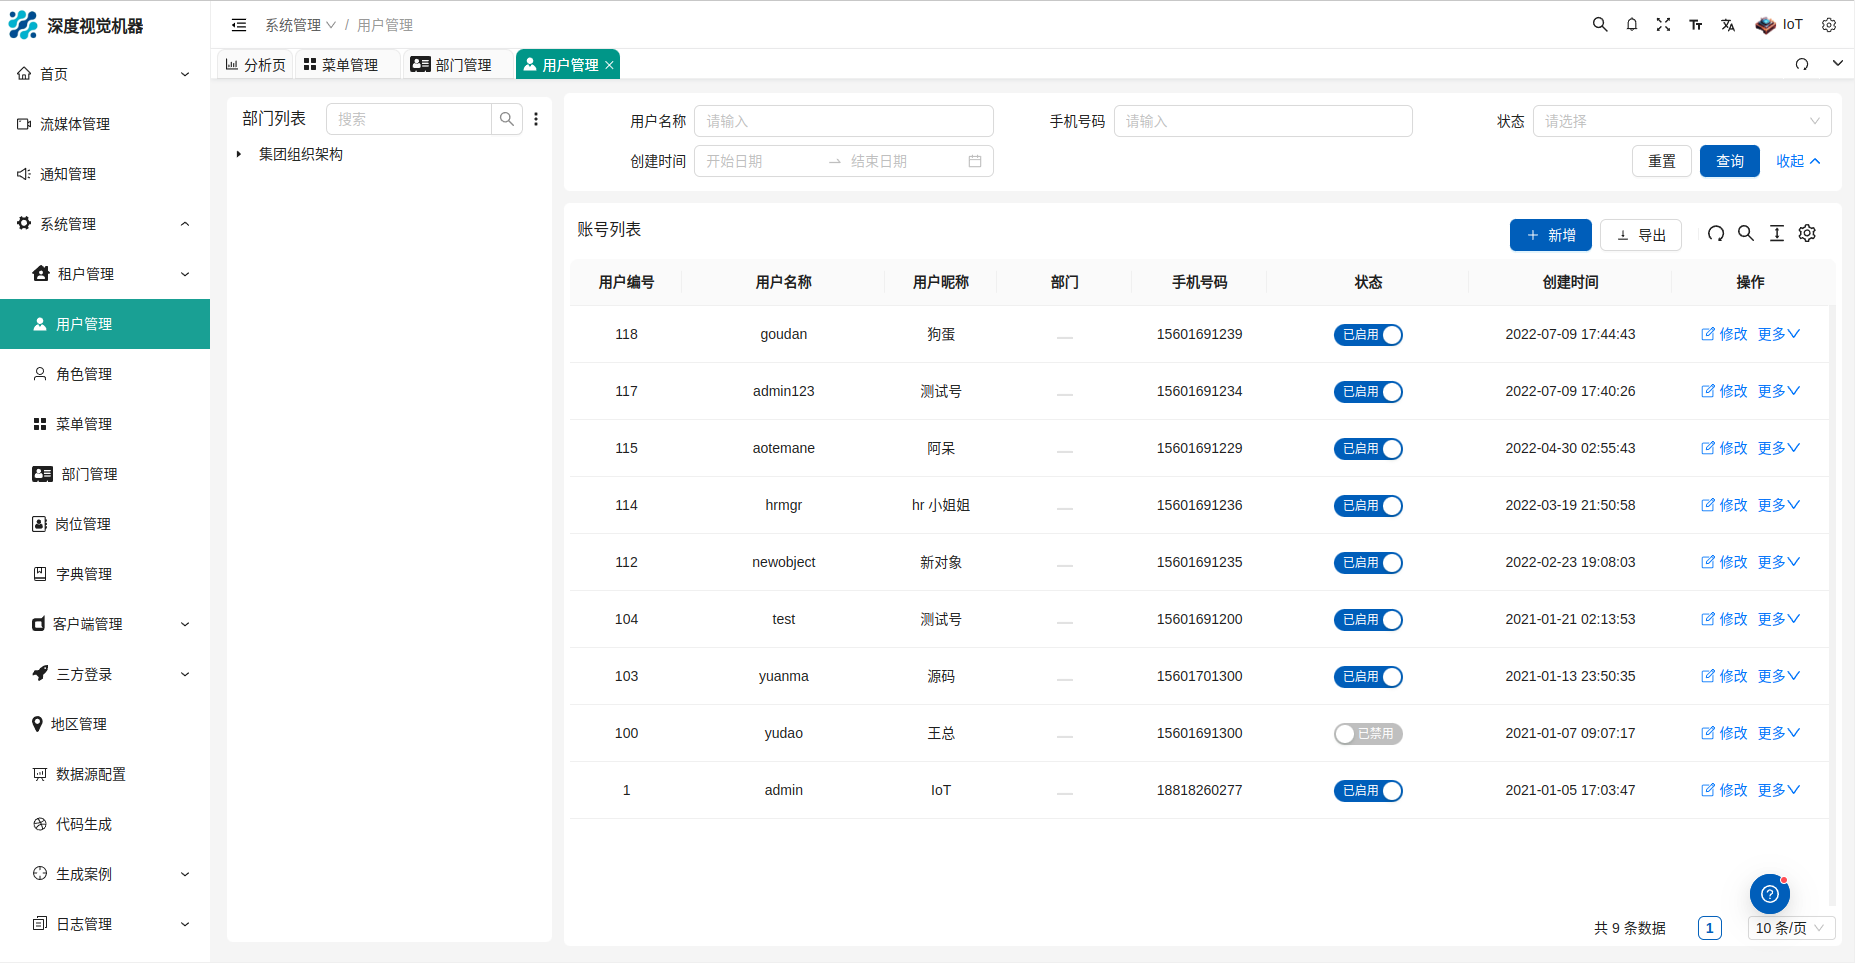 深度视觉机器
系统管理 / 用户管理
IoT
分析页
菜单管理
部门管理
用户管理
首页
流媒体管理
通知管理
系统管理
租户管理
用户管理
角色管理
菜单管理
部门管理
岗位管理
字典管理
客户端管理
三方登录
地区管理
数据源配置
代码生成
生成案例
日志管理
部门列表
搜索
集团组织架构
用户名称 请输入
手机号码 请输入
状态 请选择
创建时间 开始日期 → 结束日期
重置
查询
收起
账号列表
新增
导出
用户编号 用户名称 用户昵称 部门 手机号码 状态 创建时间 操作
118 goudan 狗蛋 — 15601691239 已启用 2022-07-09 17:44:43 修改 更多
117 admin123 测试号 — 15601691234 已启用 2022-07-09 17:40:26 修改 更多
115 aotemane 阿呆 — 15601691229 已启用 2022-04-30 02:55:43 修改 更多
114 hrmgr hr 小姐姐 — 15601691236 已启用 2022-03-19 21:50:58 修改 更多
112 newobject 新对象 — 15601691235 已启用 2022-02-23 19:08:03 修改 更多
104 test 测试号 — 15601691200 已启用 2021-01-21 02:13:53 修改 更多
103 yuanma 源码 — 15601701300 已启用 2021-01-13 23:50:35 修改 更多
100 yudao 王总 — 15601691300 已禁用 2021-01-07 09:07:17 修改 更多
1 admin IoT — 18818260277 已启用 2021-01-05 17:03:47 修改 更多
共 9 条数据
1
10 条/页